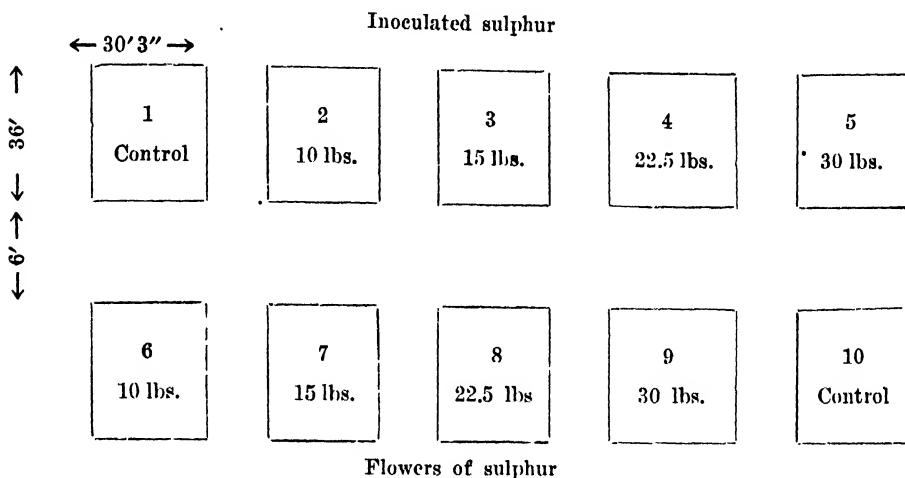 Inoculated sulphur
← 30′ 3″ →
← 36′ →
1 2 3 4 5
Control 10 lbs. 15 lbs. 22.5 lbs. 30 lbs.
← 6′ →
6 7 8 9 10
10 lbs. 15 lbs. 22.5 lbs 30 lbs. Control
Flowers of sulphur